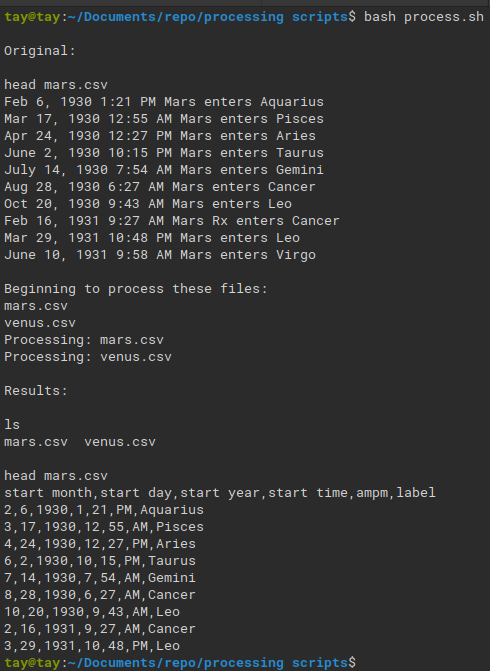 tay@tay:~/Documents/repo/processing scripts$ bash process.sh
Original:
head mars.csv
Feb 6, 1930 1:21 PM Mars enters Aquarius
Mar 17, 1930 12:55 AM Mars enters Pisces
Apr 24, 1930 12:27 PM Mars enters Aries
June 2, 1930 10:15 PM Mars enters Taurus
July 14, 1930 7:54 AM Mars enters Gemini
Aug 28, 1930 6:27 AM Mars enters Cancer
Oct 20, 1930 9:43 AM Mars enters Leo
Feb 16, 1931 9:27 AM Mars Rx enters Cancer
Mar 29, 1931 10:48 PM Mars enters Leo
June 10, 1931 9:58 AM Mars enters Virgo
Beginning to process these files:
mars.csv
venus.csv
Processing: mars.csv
Processing: venus.csv
Results:
ls
mars.csv  venus.csv
head mars.csv
start month,start day,start year,start time,ampm,label
2,6,1930,1,21,PM,Aquarius
3,17,1930,12,55,AM,Pisces
4,24,1930,12,27,PM,Aries
6,2,1930,10,15,PM,Taurus
7,14,1930,7,54,AM,Gemini
8,28,1930,6,27,AM,Cancer
10,20,1930,9,43,AM,Leo
2,16,1931,9,27,AM,Cancer
3,29,1931,10,48,PM,Leo
tay@tay:~/Documents/repo/processing scripts$